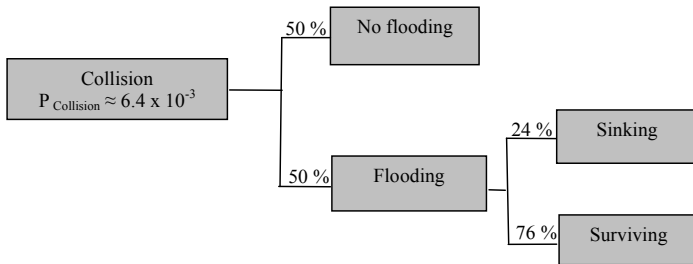 50 %
No flooding
Collision
P Collision ≈ 6.4 x 10-3
24 %
Sinking
50 %
Flooding
76 %
Surviving